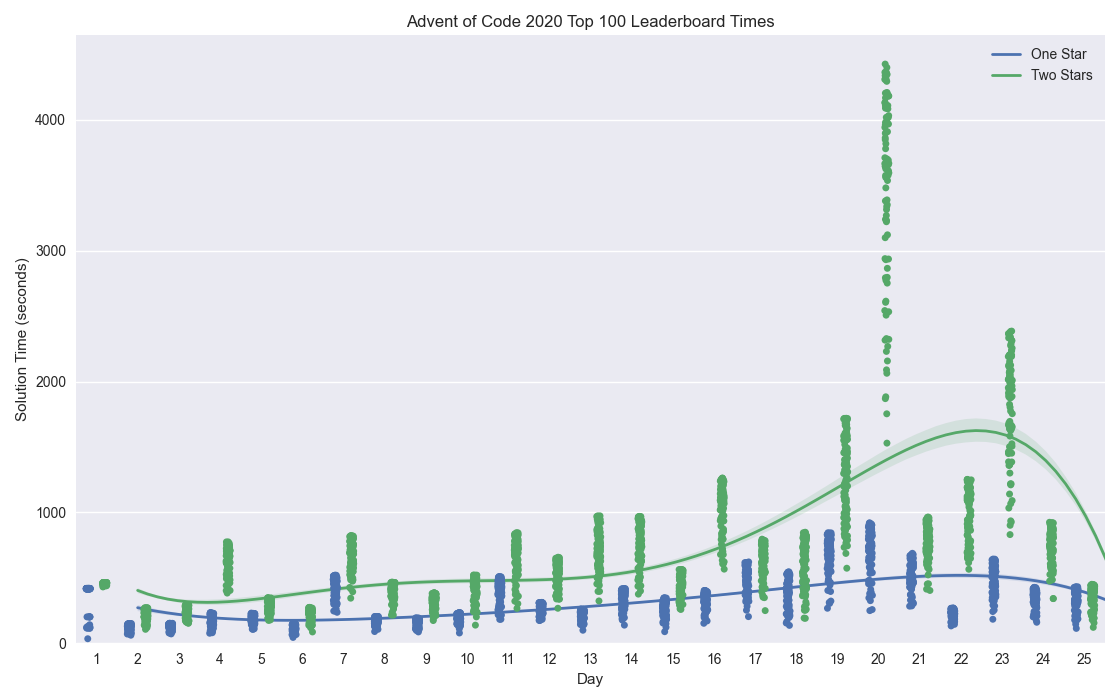 Advent of Code 2020 Top 100 Leaderboard Times
One Star
Two Stars
Solution Time (seconds)
4000
3000
2000
1000
0
1 2 3 4 5 6 7 8 9 10 11 12 13 14 15 16 17 18 19 20 21 22 23 24 25
Day